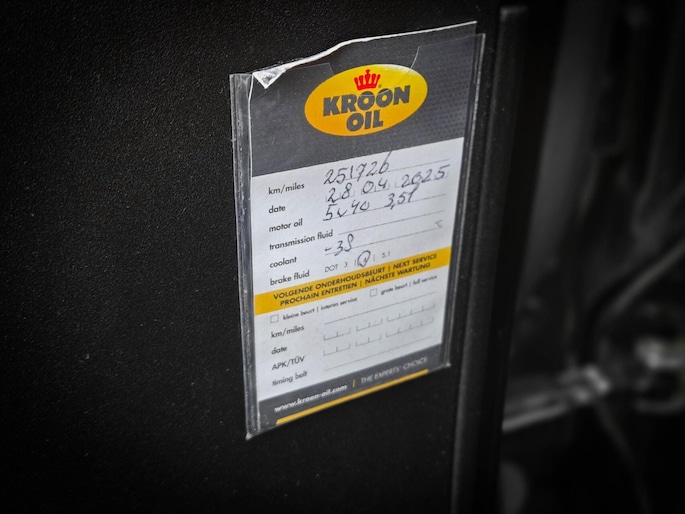 KROON
OIL
km/miles 251726
date 28 04 2025
motor oil 5w40 3,5l
transmission fluid
coolant -38 °C
brake fluid DOT 3 | 4 | 5.1
VOLGENDE ONDERHOUDSBEURT | NEXT SERVICE
PROCHAIN ENTRETIEN | NÄCHSTE WARTUNG
kleine beurt | interim service grote beurt | full service
km/miles
date
APK/TÜV
timing belt
www.kroon-oil.com | THE EXPERTS' CHOICE